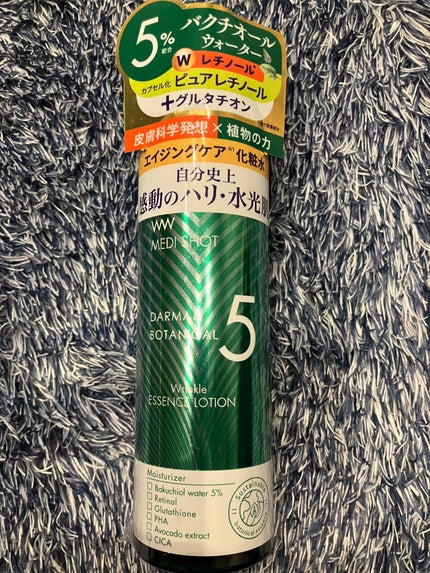 5%
配合
バクチオール
ウォーター
W レチノール
カプセル化 ピュアレチノール
＋グルタチオン
皮膚科学発想×植物の力
エイジングケア※1 化粧水
自分史上
感動のハリ・水光
WW
MEDI SHOT
DARMA&
BOTANICAL
5
Wrinkle
ESSENCE LOTION
Moisturizer
Bakuchiol water 5%
Retinol
Glutathione
PHA
Avocado extract
CICA
Sustainable